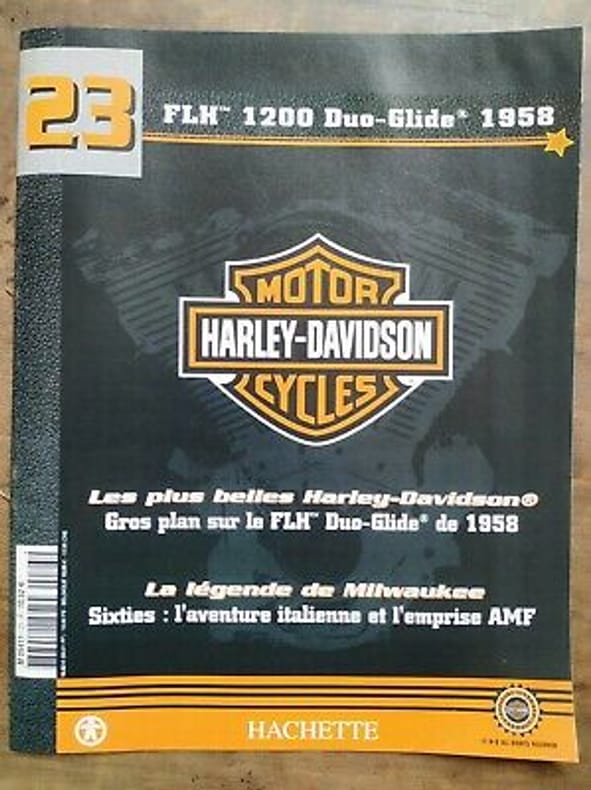 23
FLH™ 1200 Duo-Glide® 1958
MOTOR
HARLEY-DAVIDSON
CYCLES
Les plus belles Harley-Davidson®
Gros plan sur le FLH™ Duo-Glide® de 1958
La légende de Milwaukee
Sixties : l'aventure italienne et l'emprise AMF
HACHETTE